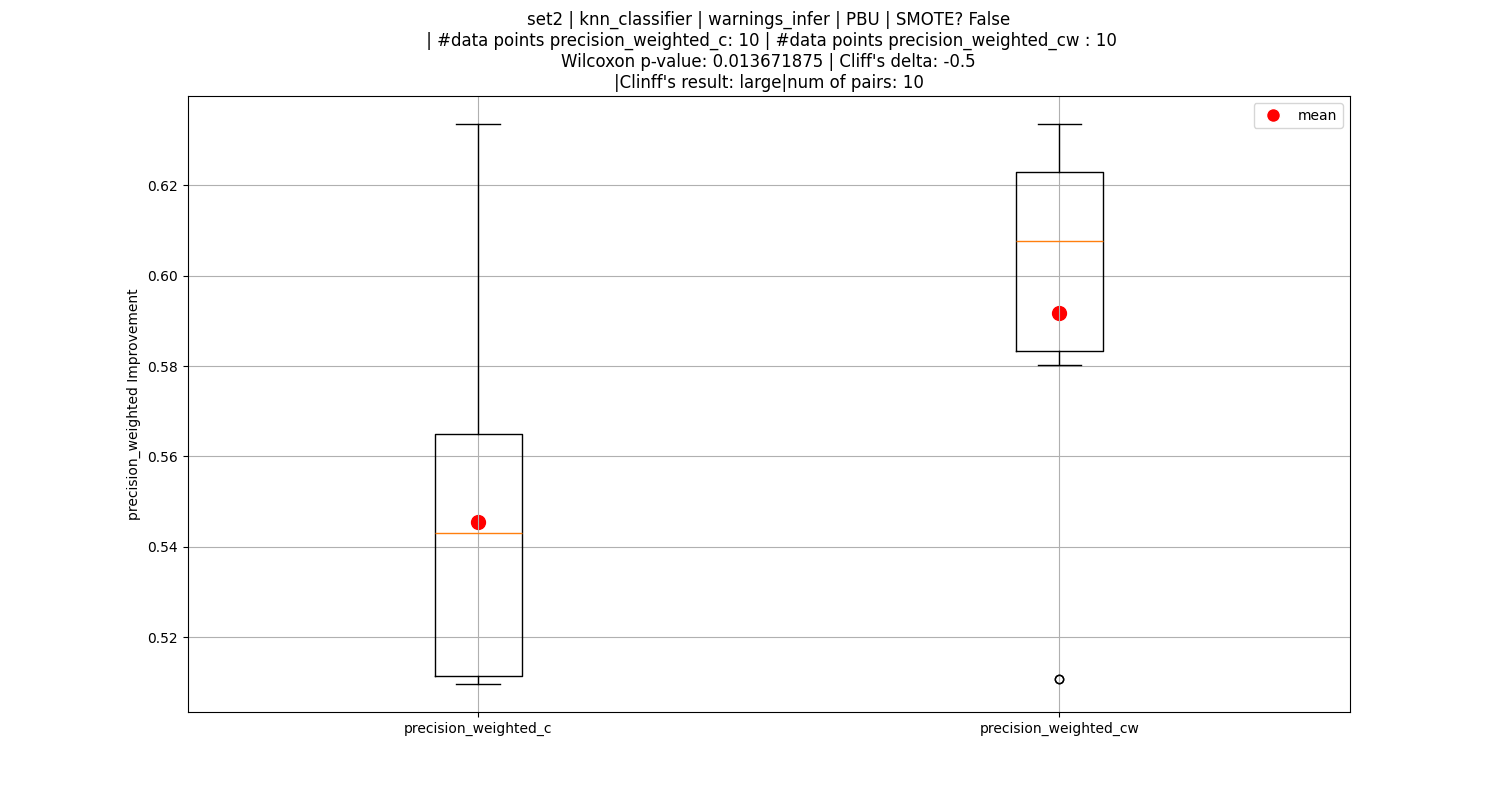 set2 | knn_classifier | warnings_infer | PBU | SMOTE? False
| #data points precision_weighted_c: 10 | #data points precision_weighted_cw : 10
Wilcoxon p-value: 0.013671875 | Cliff's delta: -0.5
|Clinff's result: large|num of pairs: 10
mean
precision_weighted Improvement
0.62
0.60
0.58
0.56
0.54
0.52
precision_weighted_c
precision_weighted_cw